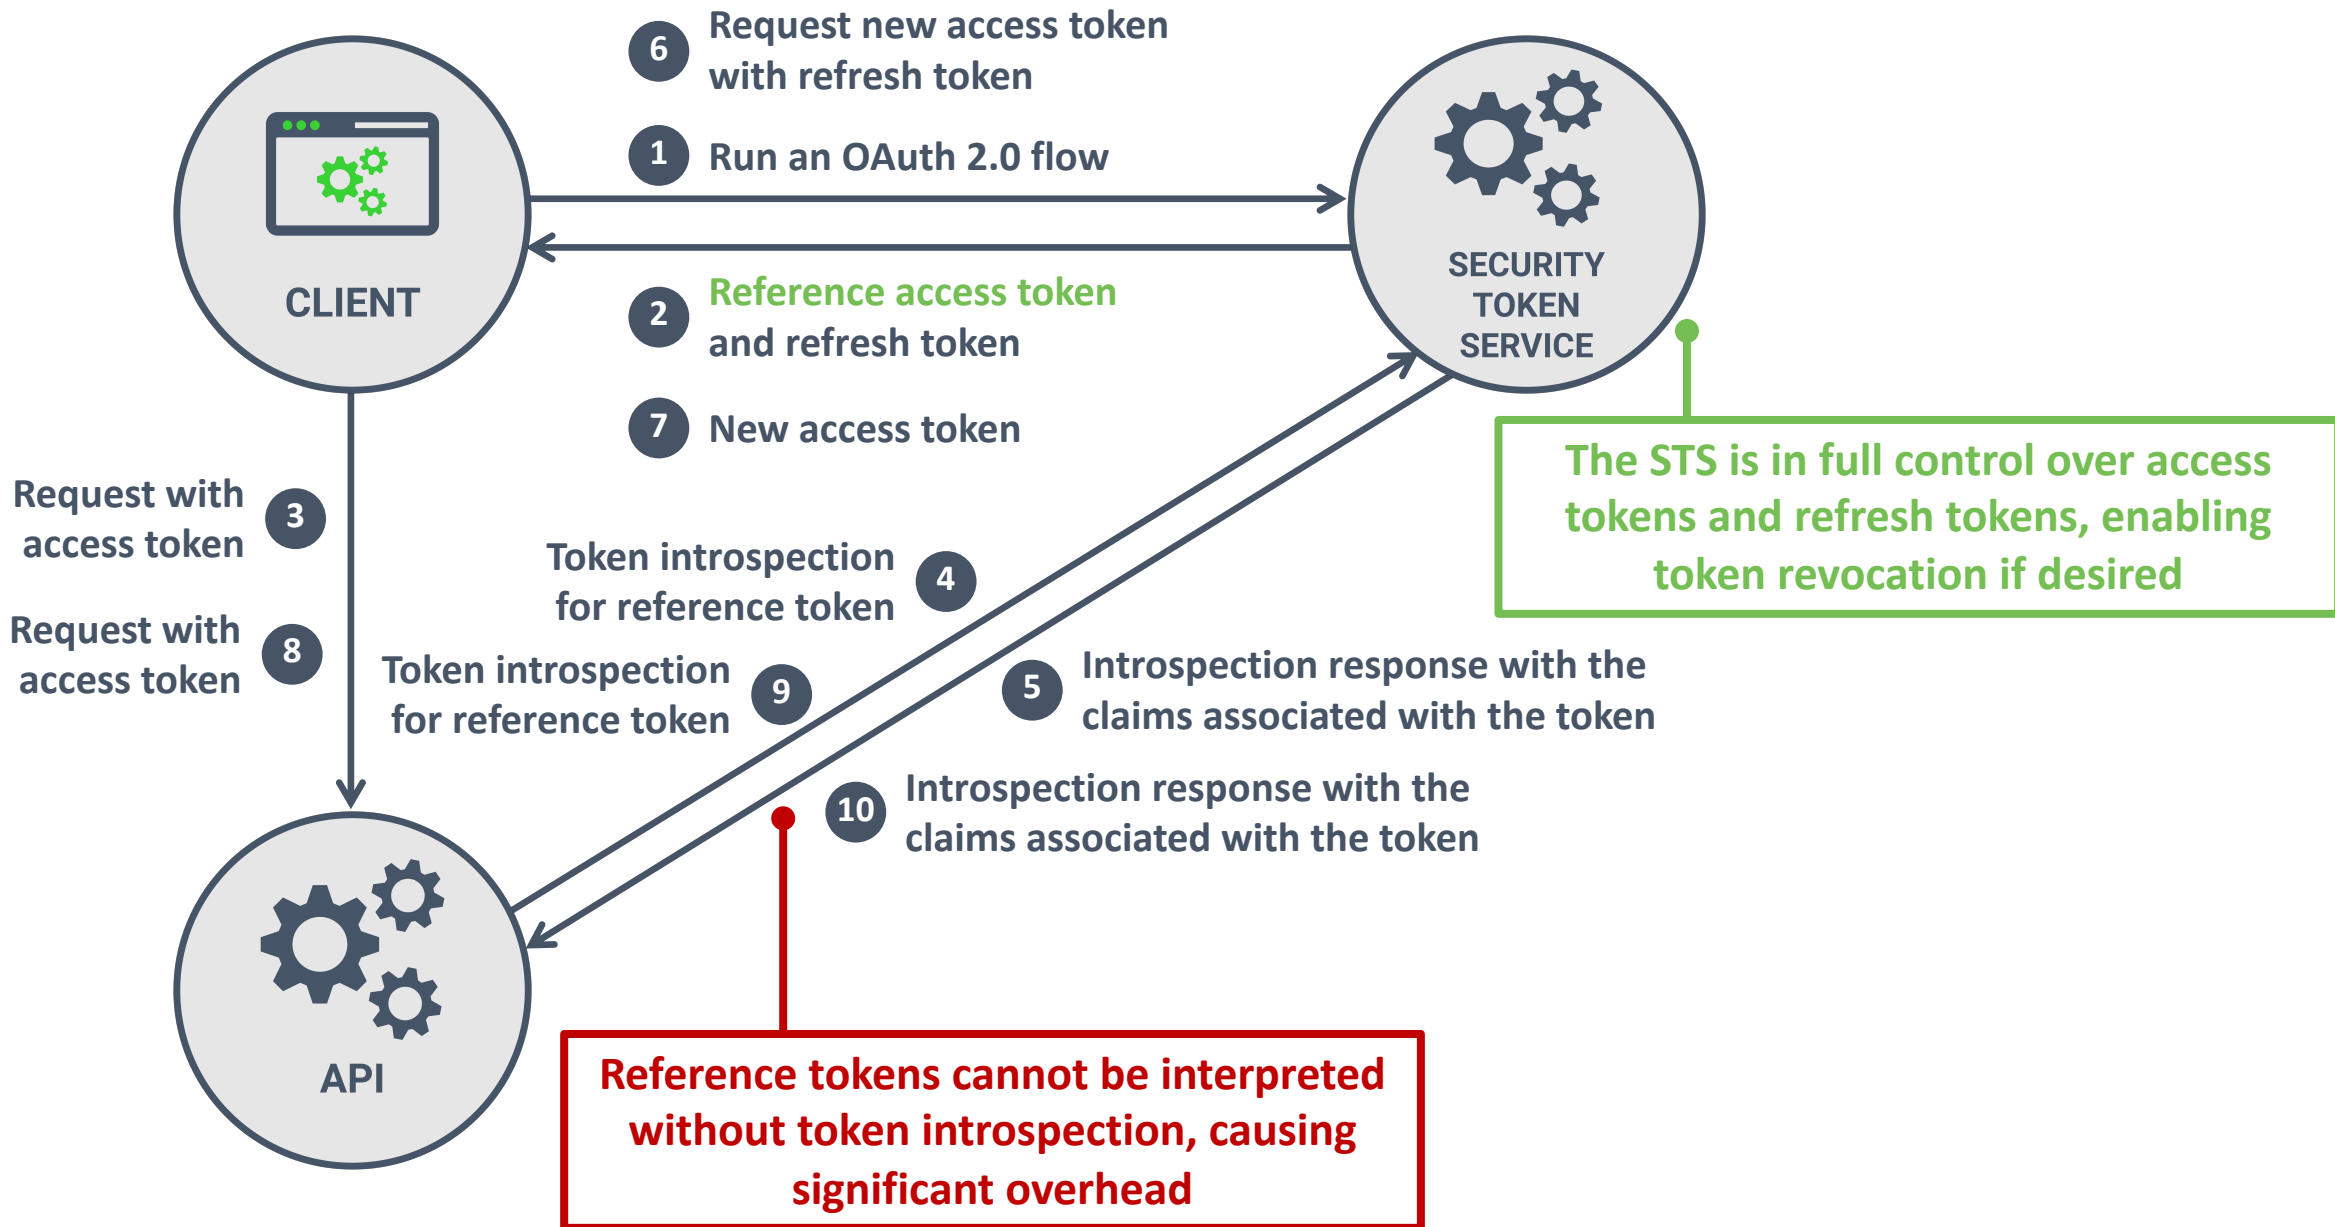 6
Request new access token
with refresh token
1
Run an OAuth 2.0 flow
CLIENT
SECURITY
TOKEN
SERVICE
2
Reference access token
and refresh token
7
New access token
The STS is in full control over access
tokens and refresh tokens, enabling
token revocation if desired
Request with
access token
3
Request with
access token
8
Token introspection
for reference token
4
Token introspection
for reference token
9
5
Introspection response with the
claims associated with the token
10
Introspection response with the
claims associated with the token
API
Reference tokens cannot be interpreted
without token introspection, causing
significant overhead